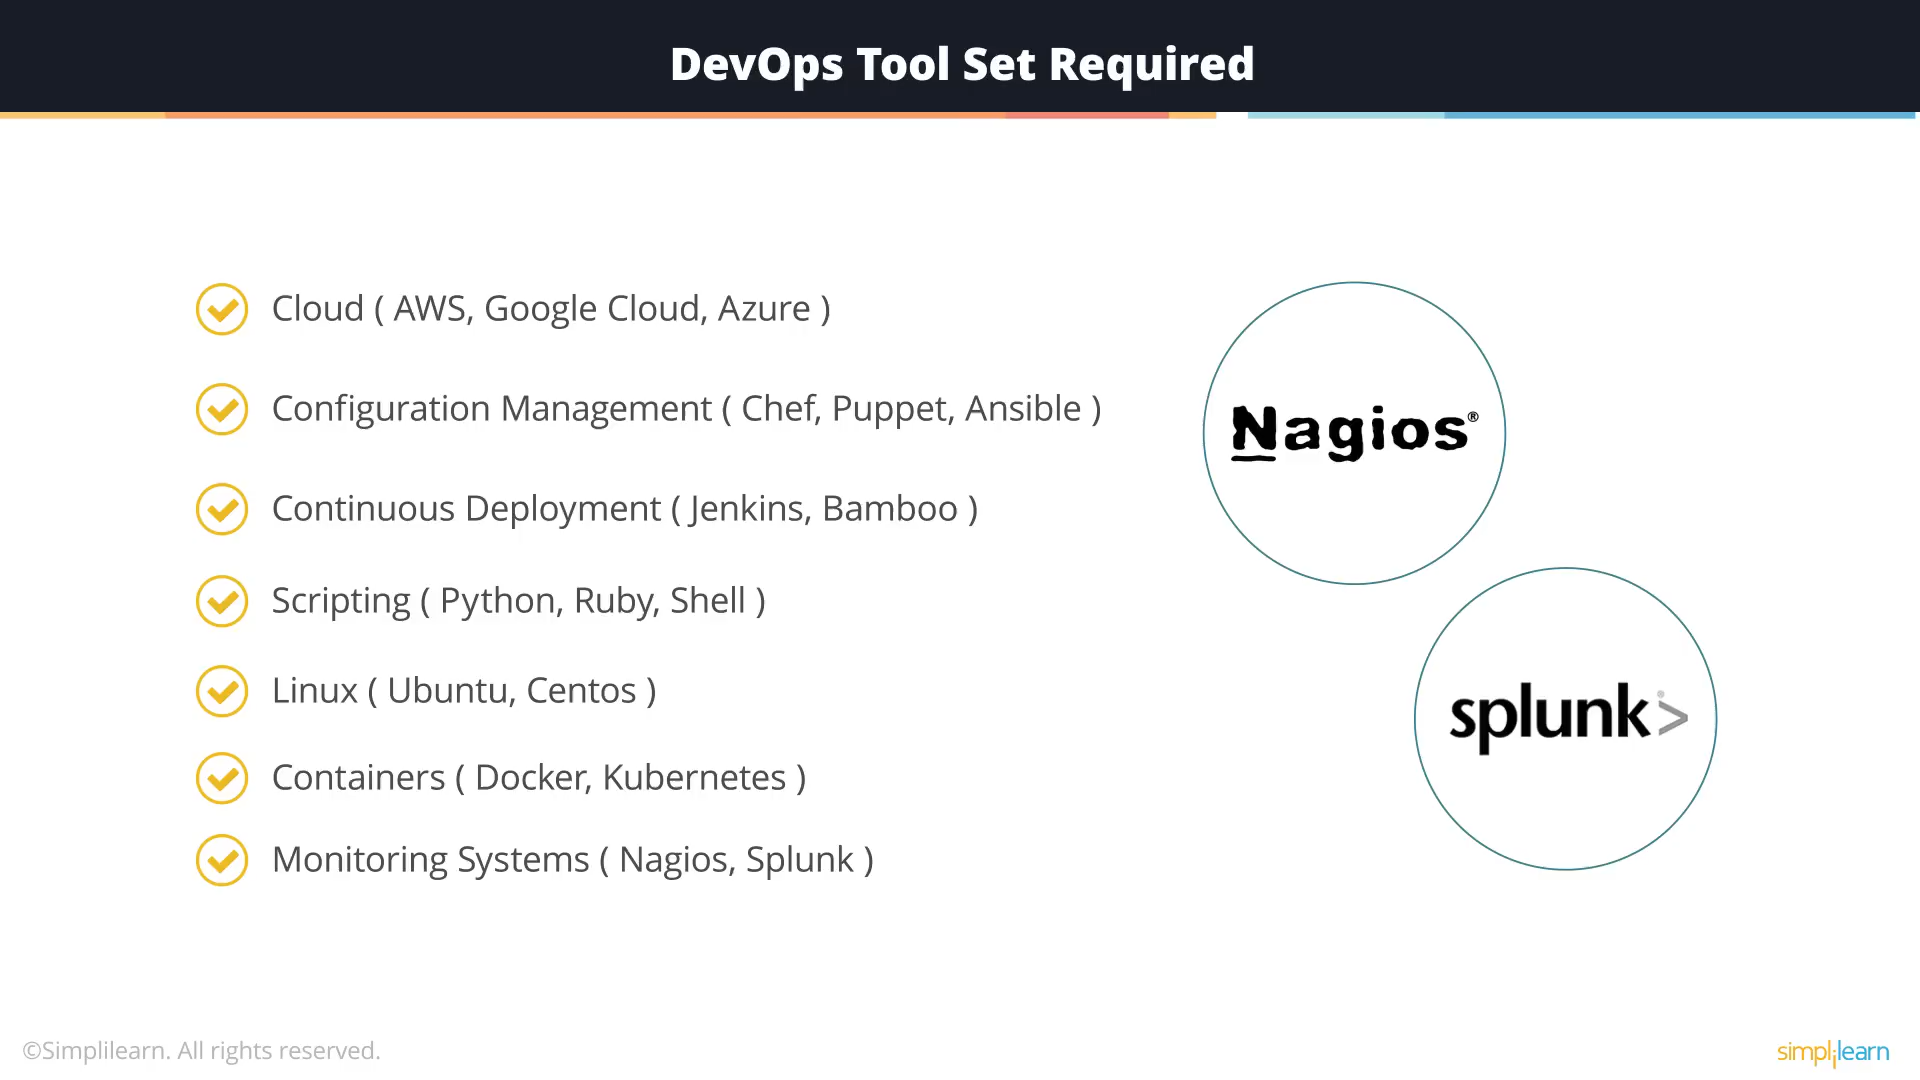 DevOps Tool Set Required
Cloud ( AWS, Google Cloud, Azure )
Configuration Management ( Chef, Puppet, Ansible )
Continuous Deployment ( Jenkins, Bamboo )
Scripting ( Python, Ruby, Shell )
Linux ( Ubuntu, Centos )
Containers ( Docker, Kubernetes )
Monitoring Systems ( Nagios, Splunk )
Nagios®
splunk>
©Simplilearn. All rights reserved.
simplilearn